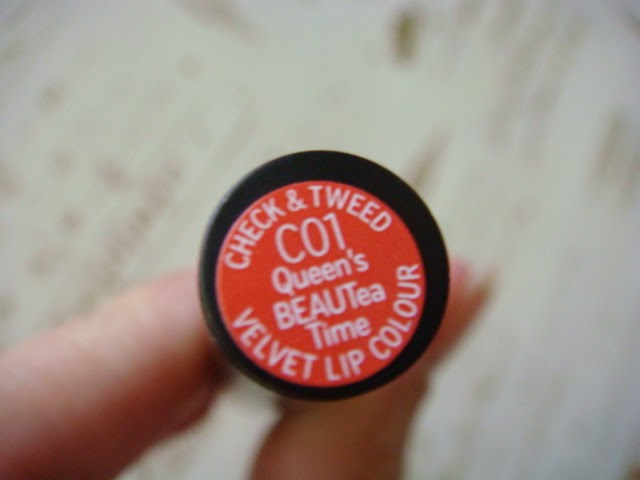 CHECK & TWEED
C01
Queen's
BEAUTea
Time
VELVET LIP COLOUR